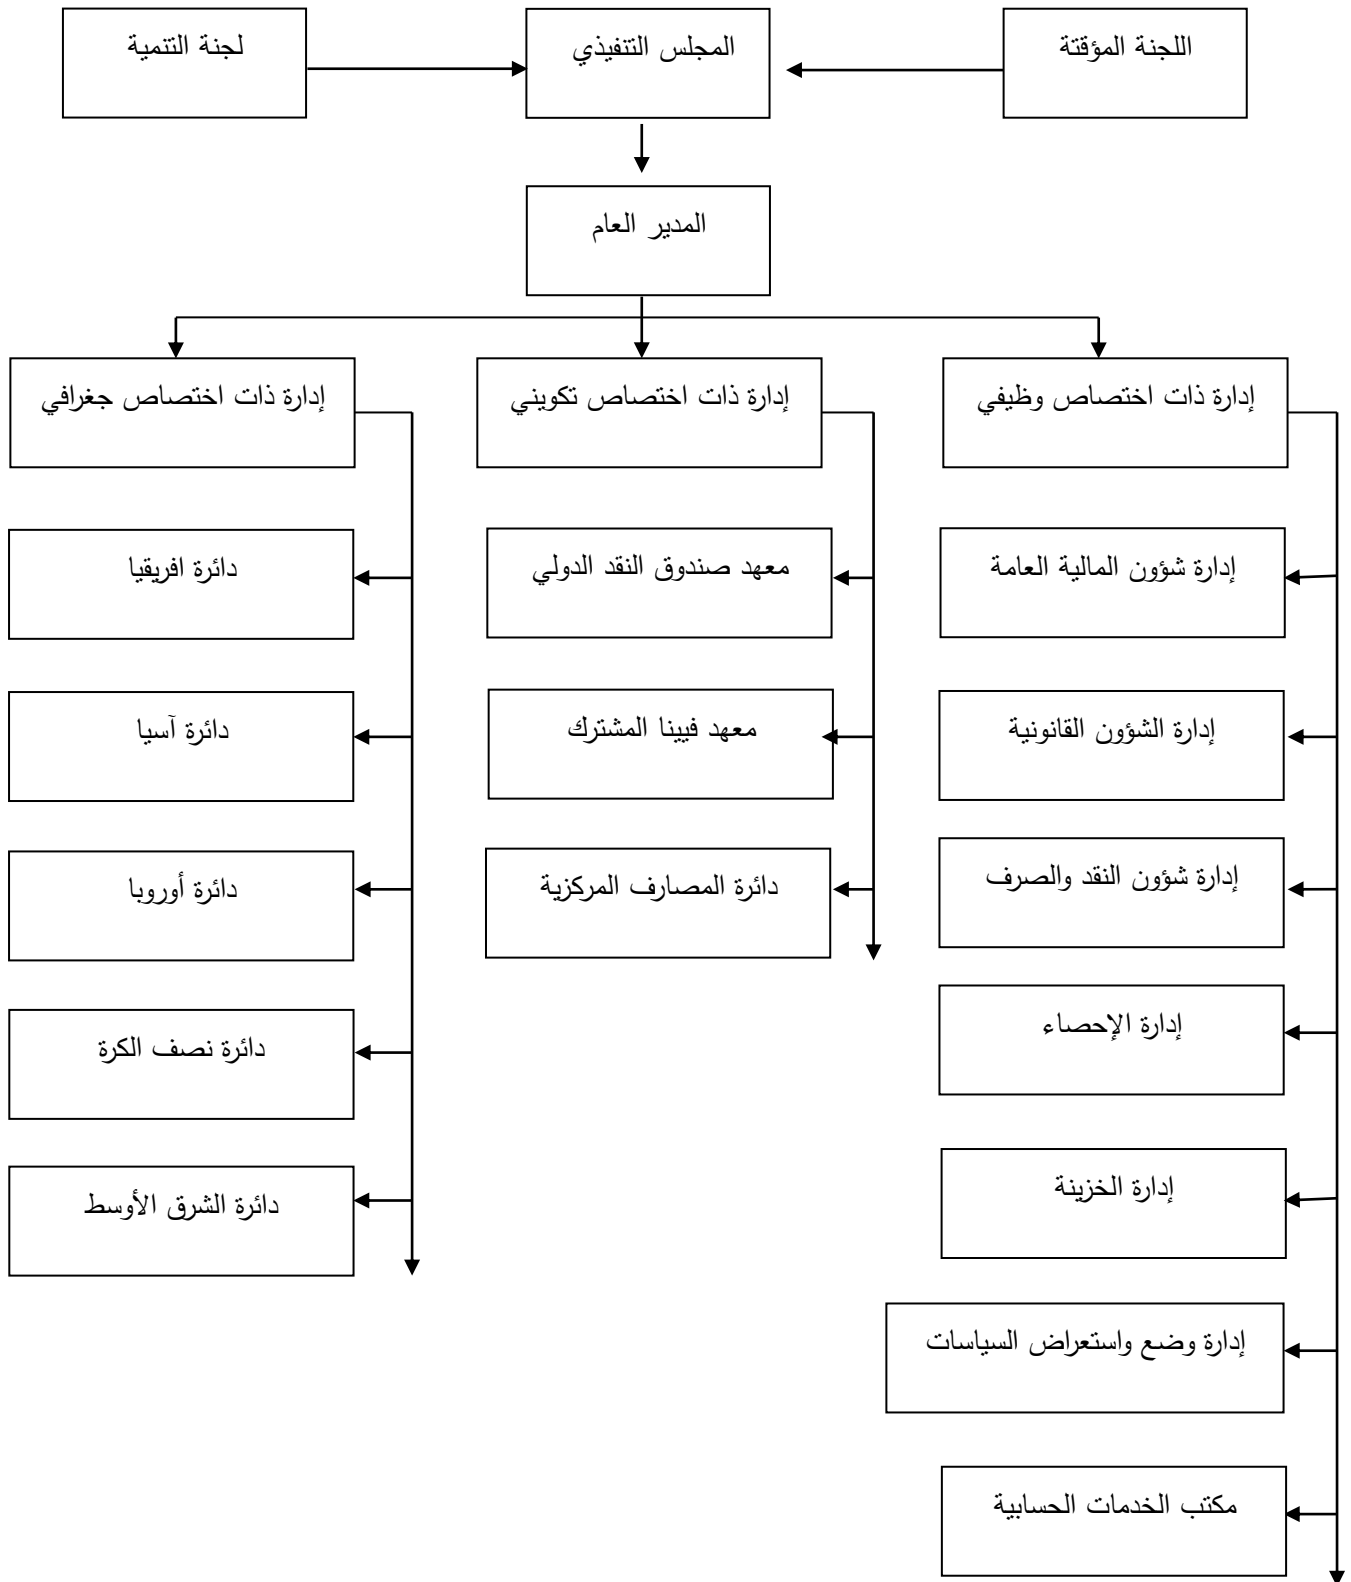 اللجنة المؤقتة
المجلس التنفيذي
لجنة التنمية
المدير العام
إدارة ذات اختصاص وظيفي
إدارة ذات اختصاص تكويني
إدارة ذات اختصاص جغرافي
إدارة شؤون المالية العامة
معهد صندوق النقد الدولي
دائرة افريقيا
إدارة الشؤون القانونية
معهد فيينا المشترك
دائرة آسيا
إدارة شؤون النقد والصرف
دائرة المصارف المركزية
دائرة أوروبا
إدارة الإحصاء
دائرة نصف الكرة
إدارة الخزينة
دائرة الشرق الأوسط
إدارة وضع واستعراض السياسات
مكتب الخدمات الحسابية